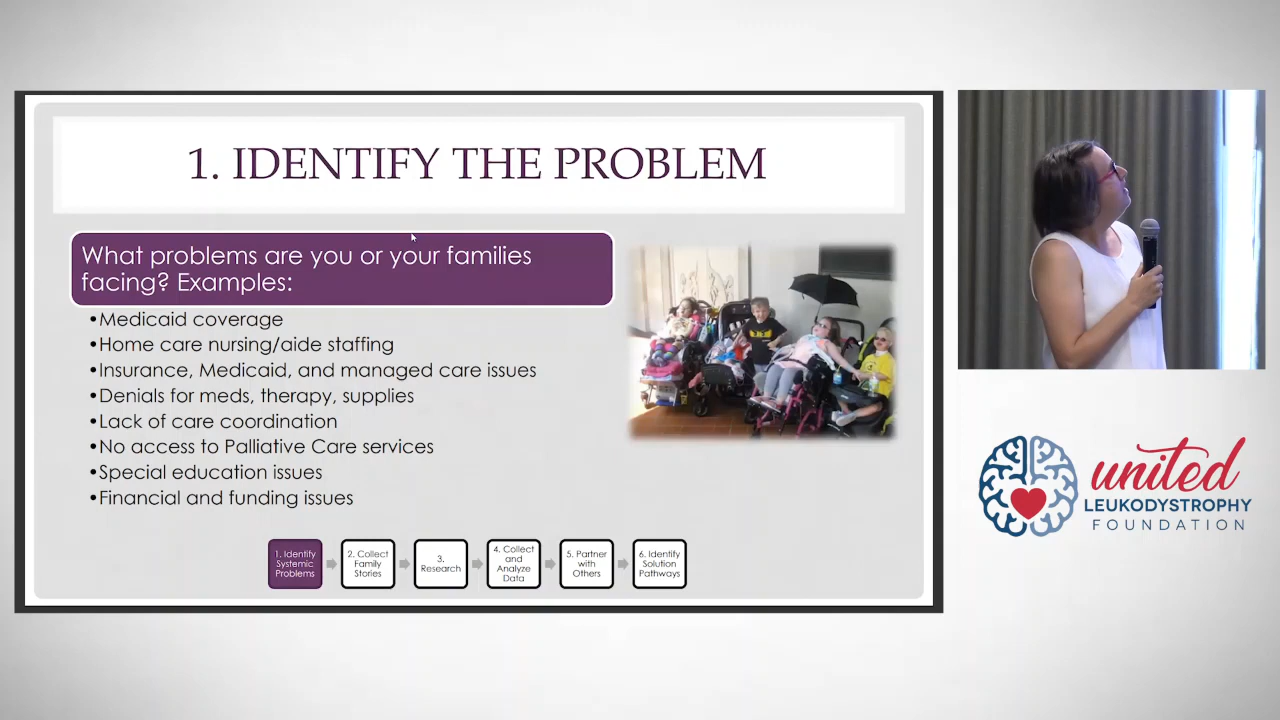 1. IDENTIFY THE PROBLEM
What problems are you or your families
facing? Examples:
•Medicaid coverage
•Home care nursing/aide staffing
•Insurance, Medicaid, and managed care issues
•Denials for meds, therapy, supplies
•Lack of care coordination
•No access to Palliative Care services
•Special education issues
•Financial and funding issues
1. Identify
Systemic
Problems
2. Collect
Family
Stories
3.
Research
4. Collect
and
Analyze
Data
5. Partner
with
Others
6. Identify
Solution
Pathways
united
LEUKODYSTROPHY
FOUNDATION